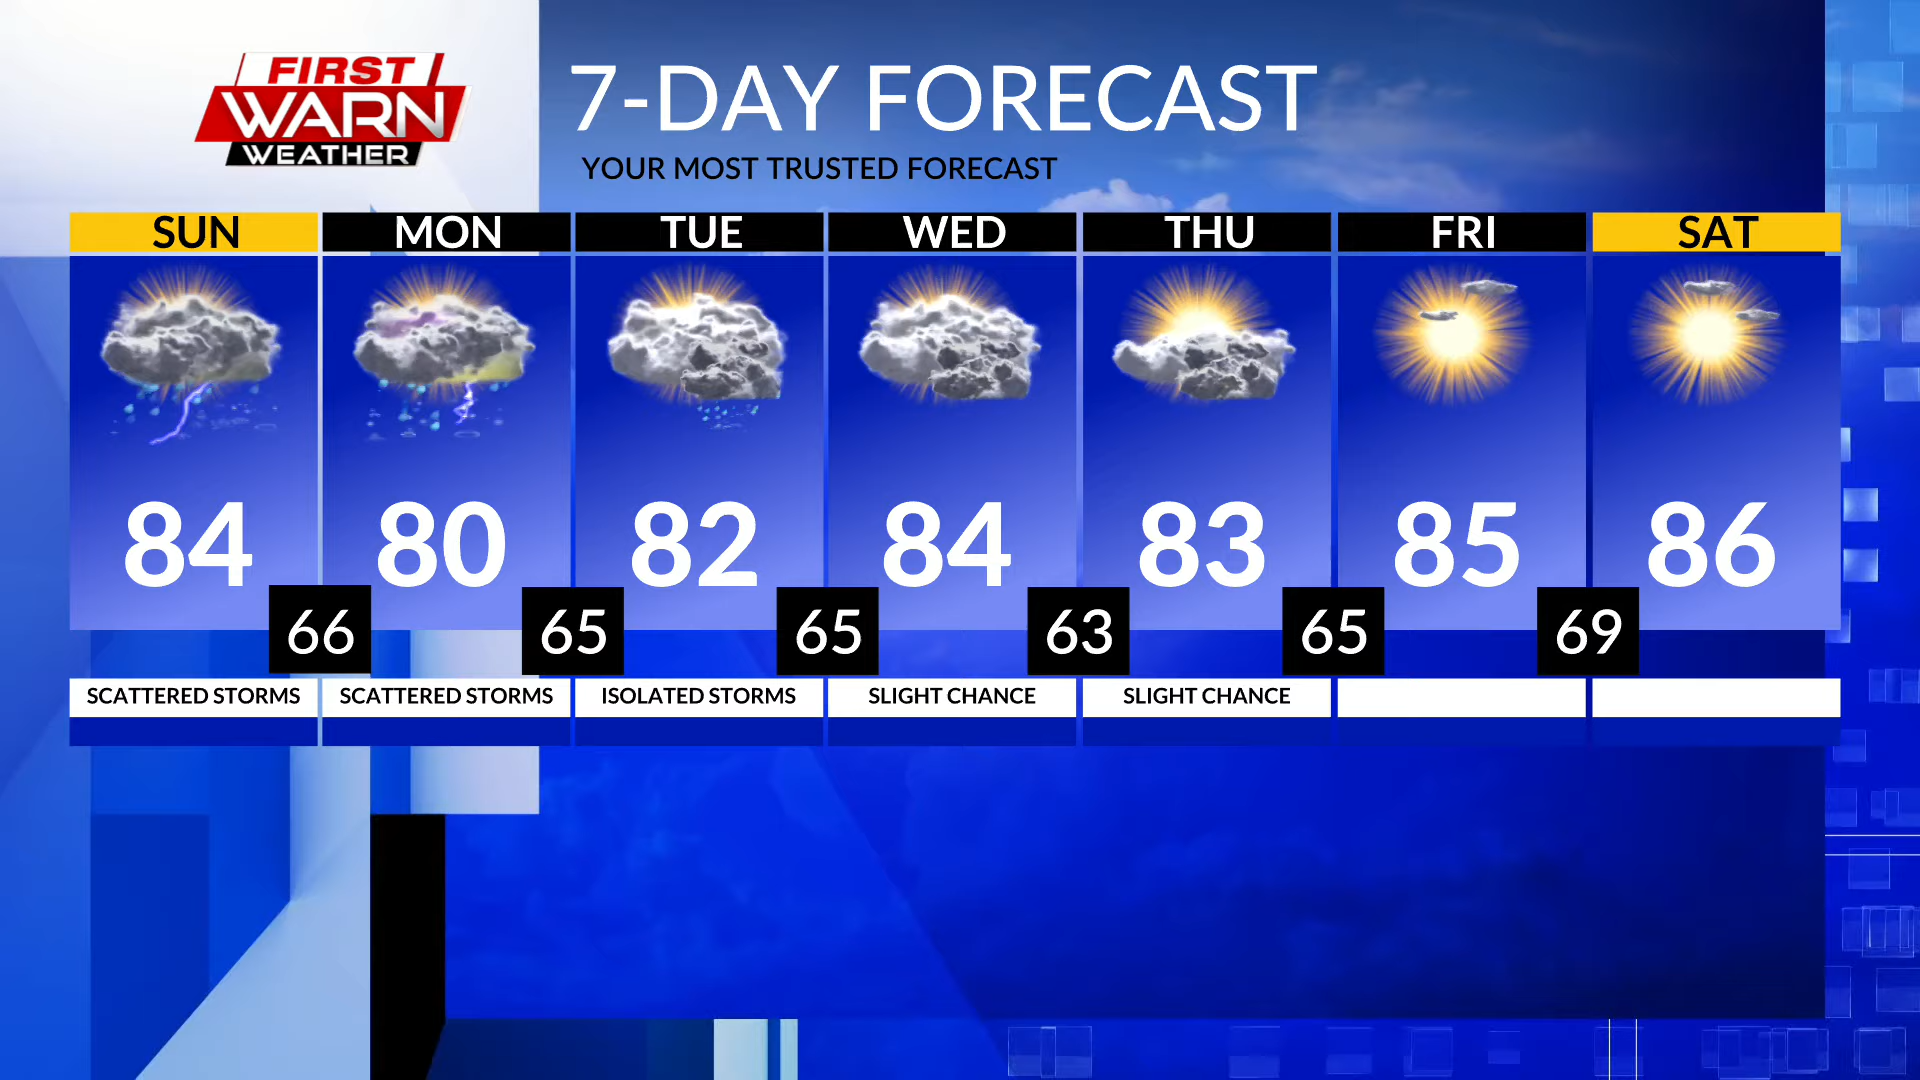 FIRST
WARN
WEATHER
7-DAY FORECAST
YOUR MOST TRUSTED FORECAST
SUN MON TUE WED THU FRI SAT
84 80 82 84 83 85 86
66 65 65 63 65 69
SCATTERED STORMS SCATTERED STORMS ISOLATED STORMS SLIGHT CHANCE SLIGHT CHANCE